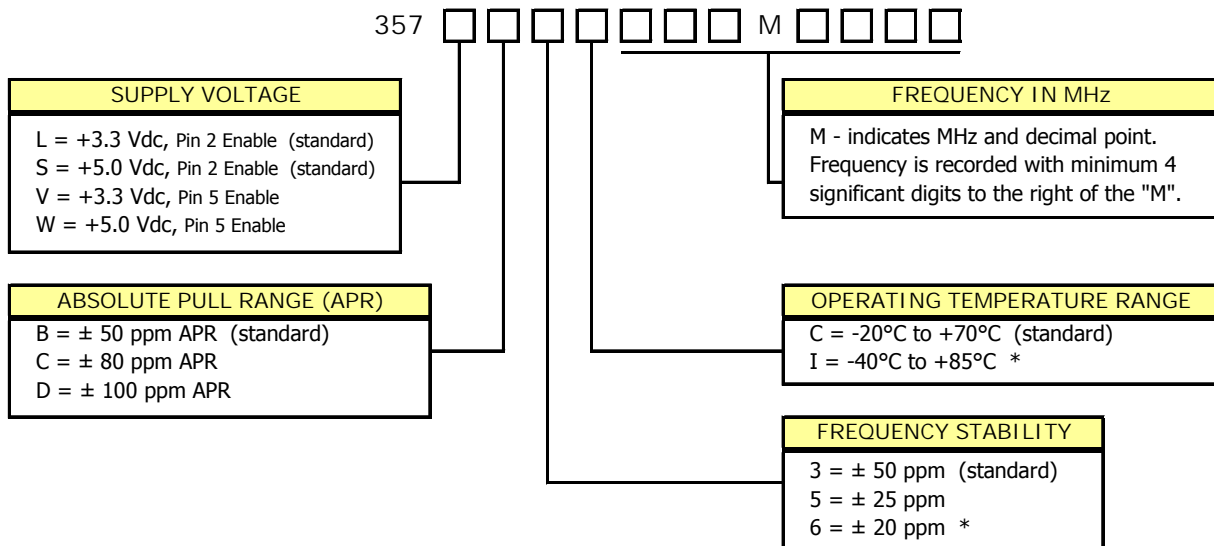 357 M
SUPPLY VOLTAGE
L = +3.3 Vdc, Pin 2 Enable (standard)
S = +5.0 Vdc, Pin 2 Enable (standard)
V = +3.3 Vdc, Pin 5 Enable
W = +5.0 Vdc, Pin 5 Enable
FREQUENCY IN MHz
M - indicates MHz and decimal point.
Frequency is recorded with minimum 4
significant digits to the right of the "M".
ABSOLUTE PULL RANGE (APR)
B = ± 50 ppm APR (standard)
C = ± 80 ppm APR
D = ± 100 ppm APR
OPERATING TEMPERATURE RANGE
C = -20°C to +70°C (standard)
I = -40°C to +85°C *
FREQUENCY STABILITY
3 = ± 50 ppm (standard)
5 = ± 25 ppm
6 = ± 20 ppm *